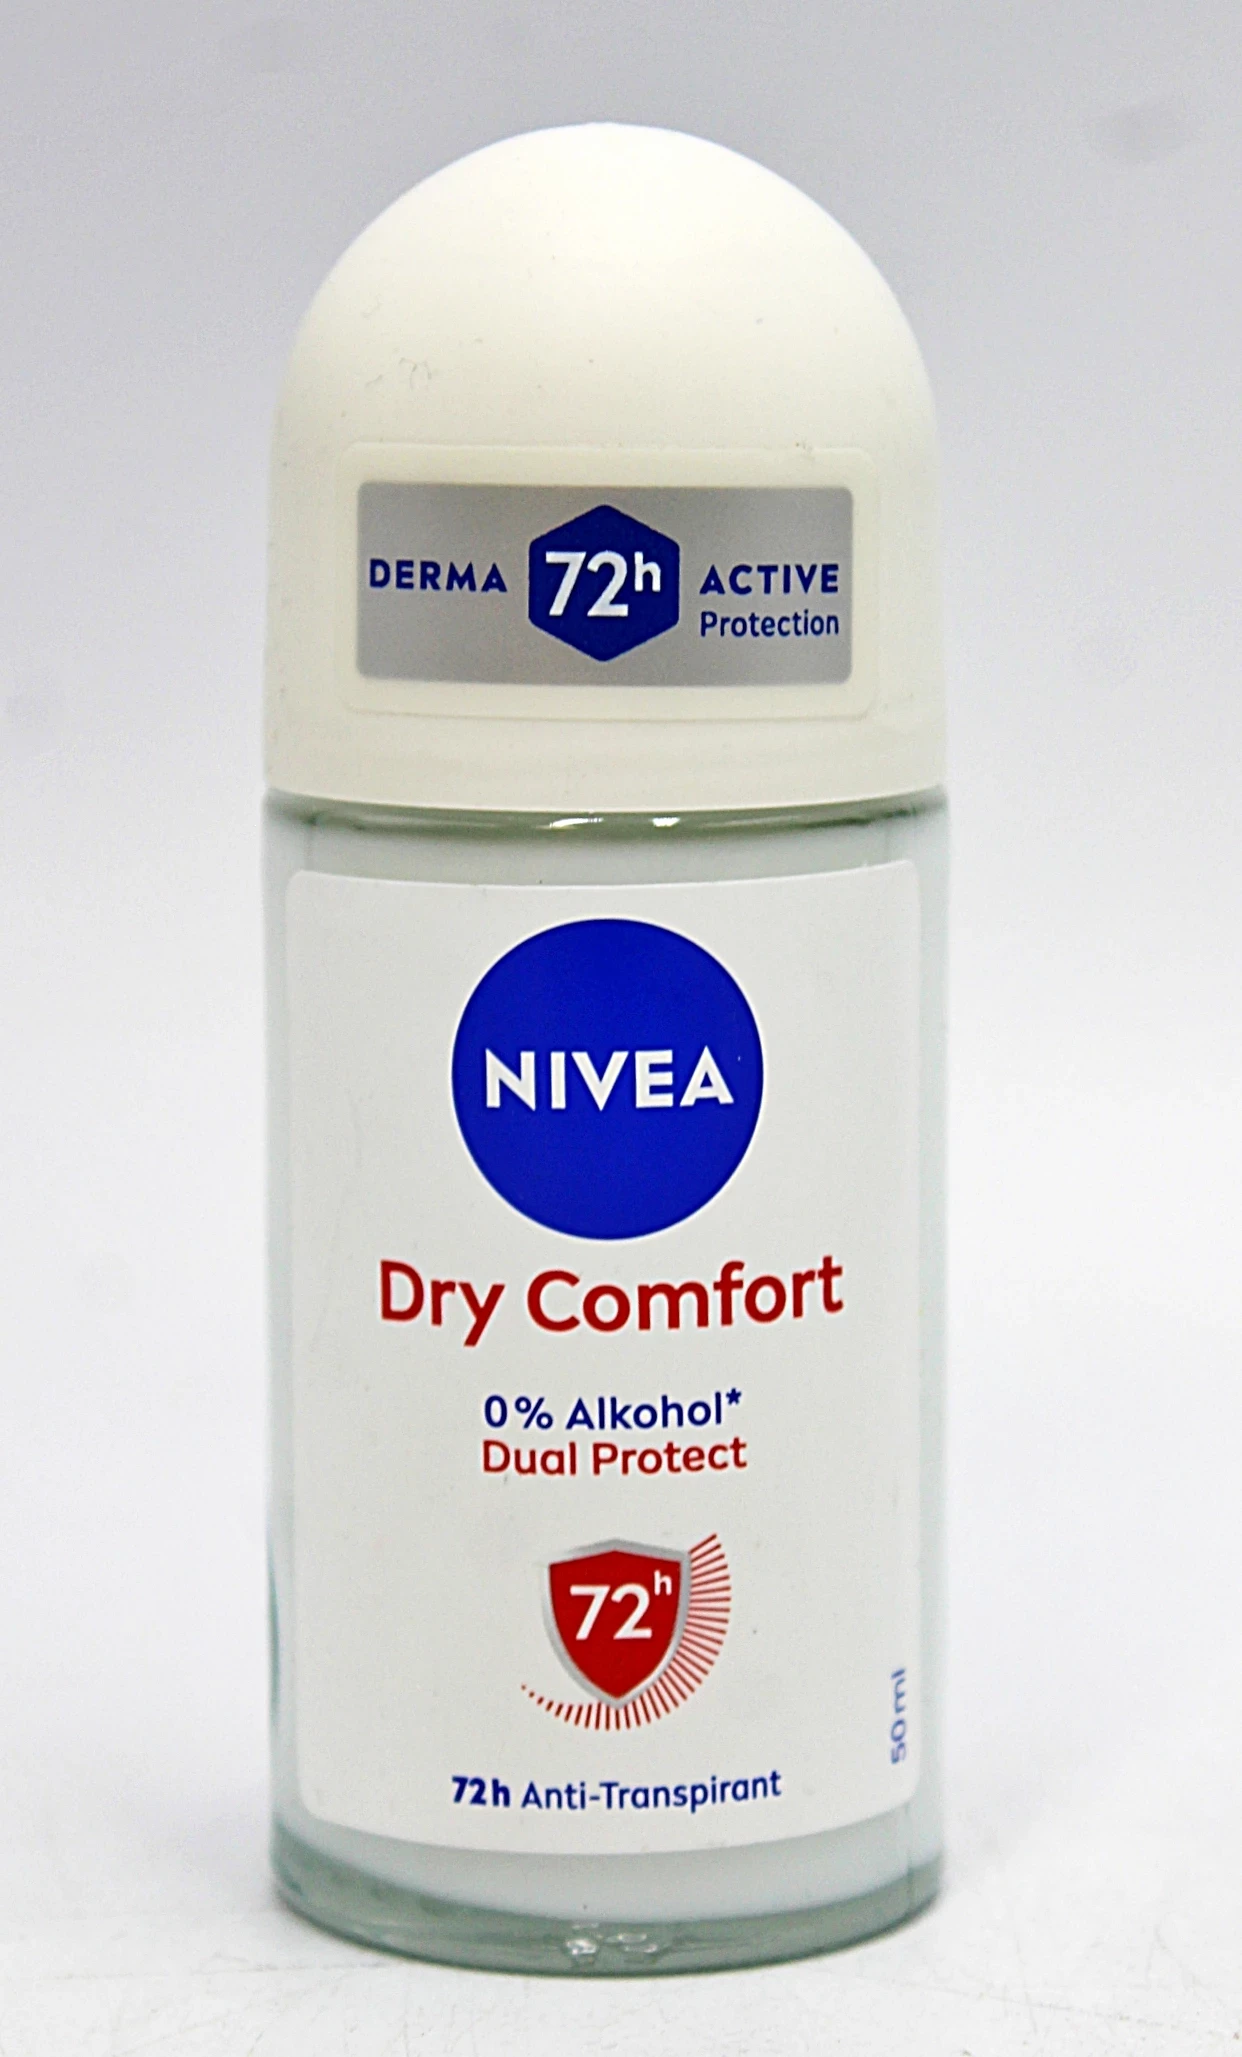 DERMA 72h ACTIVE
Protection
NIVEA
Dry Comfort
0% Alkohol*
Dual Protect
72h
50 ml
72h Anti-Transpirant